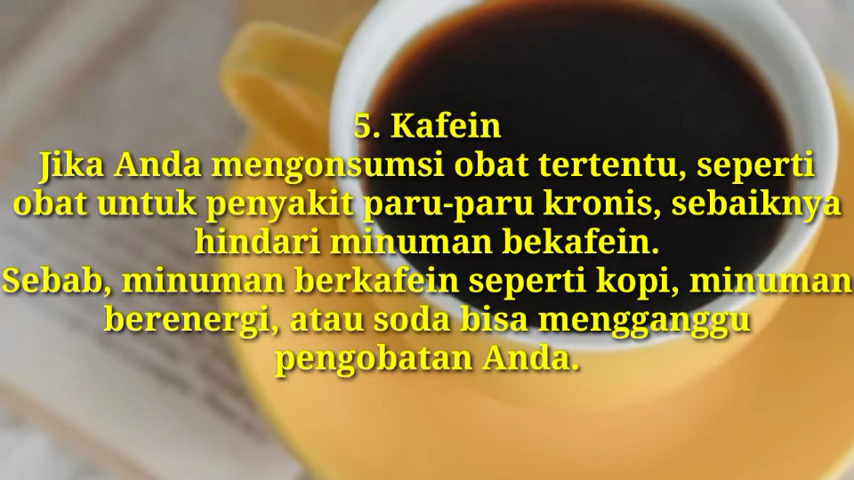 5. Kafein
Jika Anda mengonsumsi obat tertentu, seperti
obat untuk penyakit paru-paru kronis, sebaiknya
hindari minuman bekafein.
Sebab, minuman berkafein seperti kopi, minuman
berenergi, atau soda bisa mengganggu
pengobatan Anda.